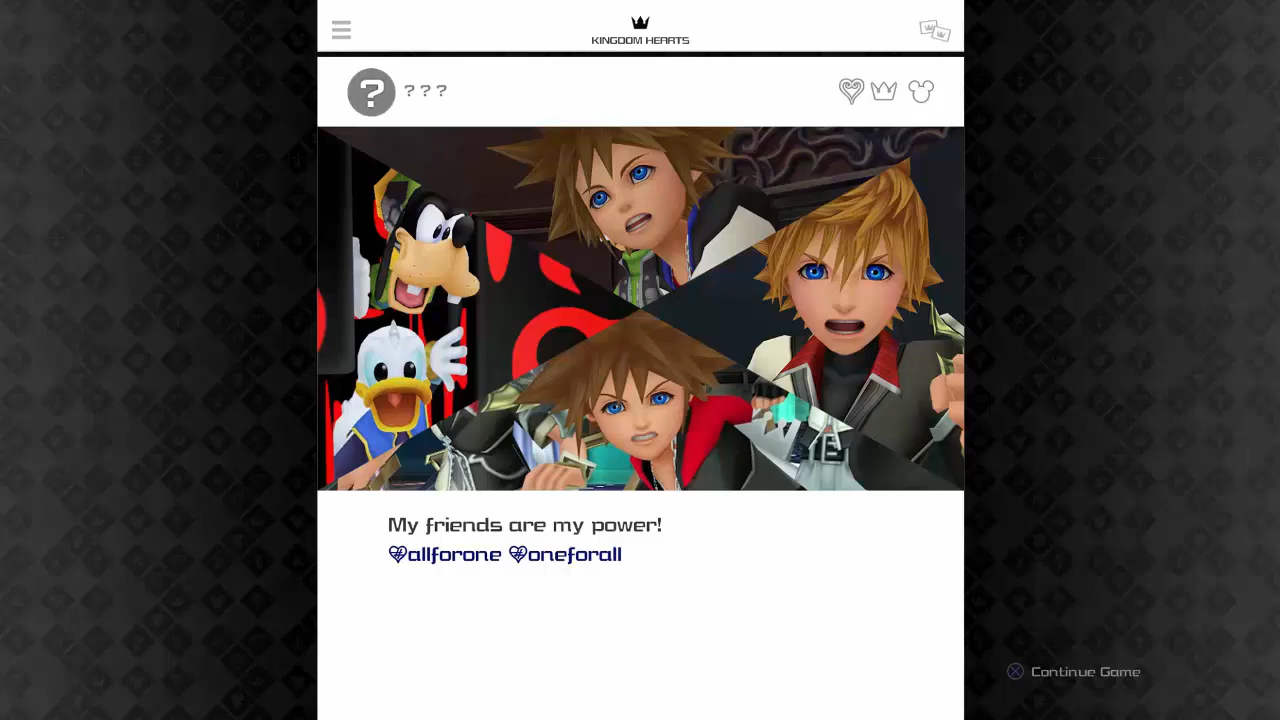 KINGDOM HEARTS
?
? ? ?
My friends are my power!
#allforone #oneforall
Continue Game